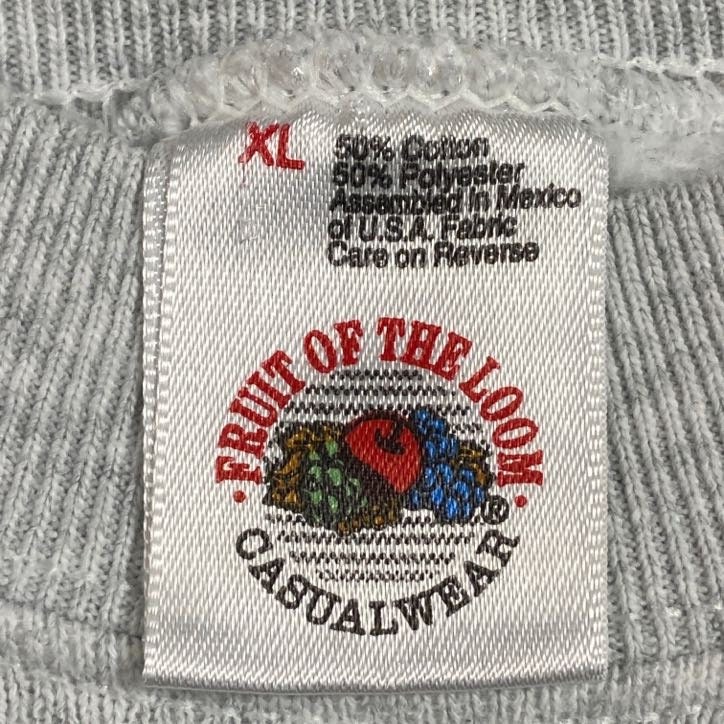 XL
50% Cotton
50% Polyester
Assembled in Mexico
of U.S.A. Fabric
Care on Reverse
· FRUIT OF THE LOOM ·
CASUALWEAR ®